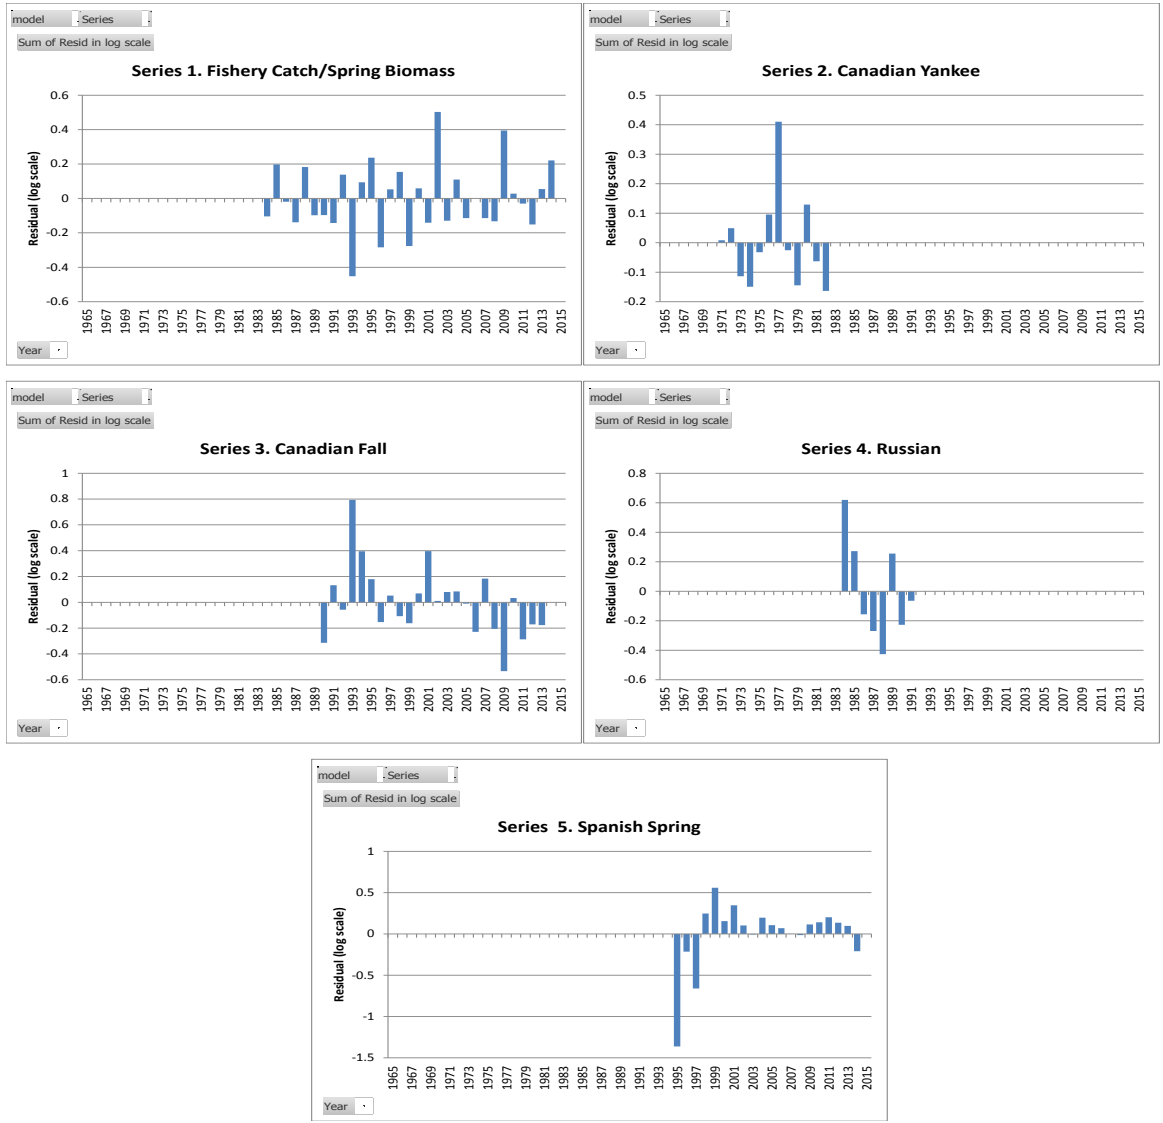 model Series
Sum of Resid in log scale
Series 1. Fishery Catch/Spring Biomass
Residual (log scale)
0.6
0.4
0.2
0
-0.2
-0.4
-0.6
1965 1967 1969 1971 1973 1975 1977 1979 1981 1983 1985 1987 1989 1991 1993 1995 1997 1999 2001 2003 2005 2007 2009 2011 2013 2015
Year
model Series
Sum of Resid in log scale
Series 2. Canadian Yankee
Residual (log scale)
0.5
0.4
0.3
0.2
0.1
0
-0.1
-0.2
1965 1967 1969 1971 1973 1975 1977 1979 1981 1983 1985 1987 1989 1991 1993 1995 1997 1999 2001 2003 2005 2007 2009 2011 2013 2015
Year
model Series
Sum of Resid in log scale
Series 3. Canadian Fall
Residual (log scale)
1
0.8
0.6
0.4
0.2
0
-0.2
-0.4
-0.6
1965 1967 1969 1971 1973 1975 1977 1979 1981 1983 1985 1987 1989 1991 1993 1995 1997 1999 2001 2003 2005 2007 2009 2011 2013 2015
Year
model Series
Sum of Resid in log scale
Series 4. Russian
Residual (log scale)
0.8
0.6
0.4
0.2
0
-0.2
-0.4
-0.6
1965 1967 1969 1971 1973 1975 1977 1979 1981 1983 1985 1987 1989 1991 1993 1995 1997 1999 2001 2003 2005 2007 2009 2011 2013 2015
Year
model Series
Sum of Resid in log scale
Series 5. Spanish Spring
Residual (log scale)
1
0.5
0
-0.5
-1
-1.5
1965 1967 1969 1971 1973 1975 1977 1979 1981 1983 1985 1987 1989 1991 1993 1995 1997 1999 2001 2003 2005 2007 2009 2011 2013 2015
Year